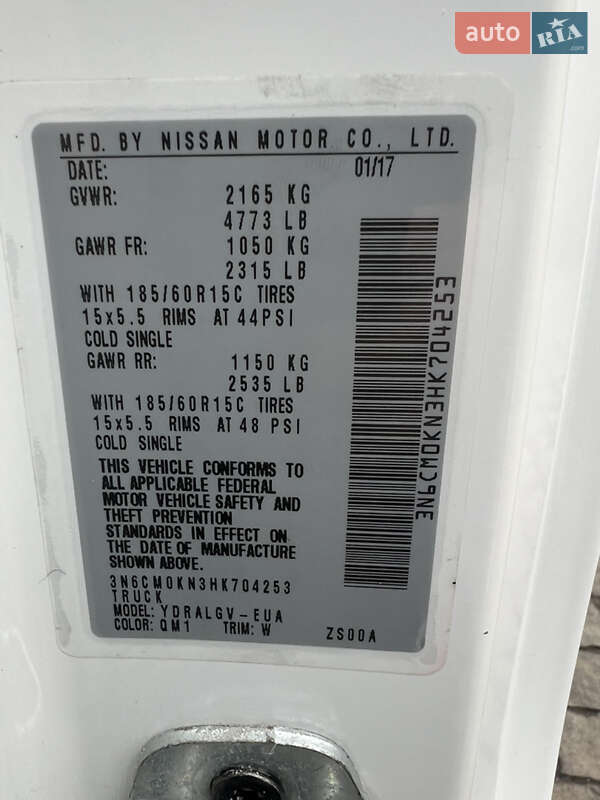 auto RIA.com
MFD. BY NISSAN MOTOR CO., LTD.
DATE: 01/17
GVWR: 2165 KG
4773 LB
GAWR FR: 1050 KG
2315 LB
WITH 185/60R15C TIRES
15x5.5 RIMS AT 44PSI
COLD SINGLE
GAWR RR: 1150 KG
2535 LB
WITH 185/60R15C TIRES
15x5.5 RIMS AT 48 PSI
COLD SINGLE
THIS VEHICLE CONFORMS TO
ALL APPLICABLE FEDERAL
MOTOR VEHICLE SAFETY AND
THEFT PREVENTION
STANDARDS IN EFFECT ON
THE DATE OF MANUFACTURE
SHOWN ABOVE.
3N6CM0KN3HK704253
TRUCK
MODEL: YDRALGV-EUA
COLOR: QM1 TRIM: W ZS00A
3N6CM0KN3HK704253